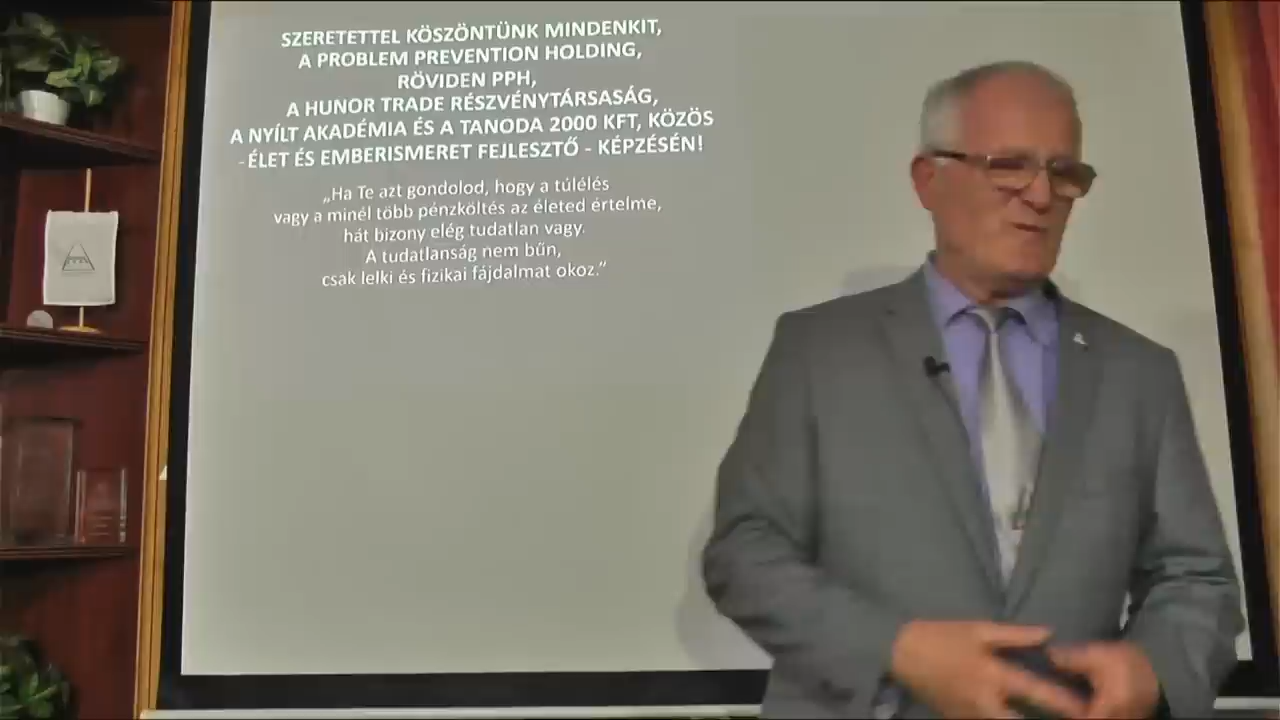 SZERETETTEL KÖSZÖNTÜNK MINDENKIT,
A PROBLEM PREVENTION HOLDING,
RÖVIDEN PPH,
A HUNOR TRADE RÉSZVÉNYTÁRSASÁG,
A NYÍLT AKADÉMIA ÉS A TANODA 2000 KFT, KÖZÖS
- ÉLET ÉS EMBERISMERET FEJLESZTŐ - KÉPZÉSÉN!
„Ha Te azt gondolod, hogy a túlélés
vagy a minél több pénzköltés az életed értelme,
hát bizony elég tudatlan vagy.
A tudatlanság nem bűn,
csak lelki és fizikai fájdalmat okoz.”